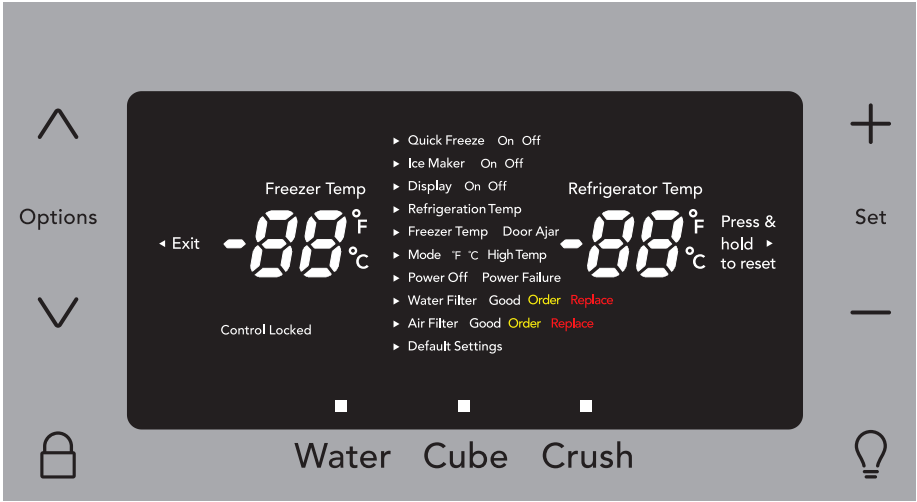 Options
Freezer Temp
-88 °F °C
◂ Exit
Control Locked
▸ Quick Freeze On Off
▸ Ice Maker On Off
▸ Display On Off
▸ Refrigeration Temp
▸ Freezer Temp Door Ajar
▸ Mode °F °C High Temp
▸ Power Off Power Failure
▸ Water Filter Good Order Replace
▸ Air Filter Good Order Replace
▸ Default Settings
Refrigerator Temp
-88 °F °C
Press &
hold ▸
to reset
Set
Water Cube Crush